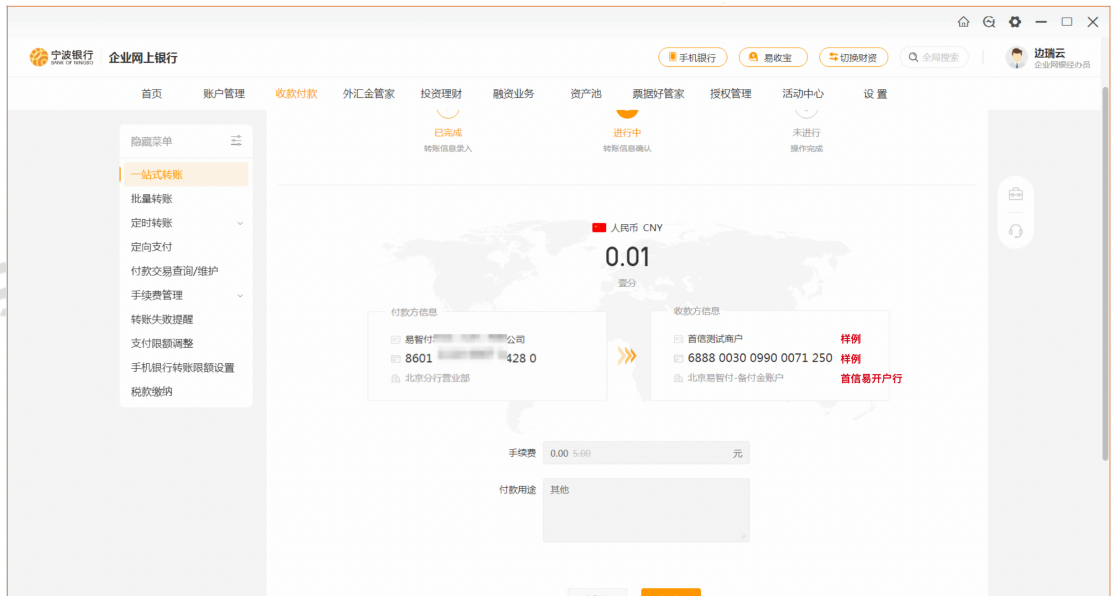 宁波银行 BANK OF NINGBO 企业网上银行
手机银行 易收宝 切换财资 全局搜索
边瑞云
企业网银经办员
首页 账户管理 收款付款 外汇金管家 投资理财 融资业务 资产池 票据好管家 授权管理 活动中心 设 置
隐藏菜单
一站式转账
批量转账
定时转账
定向支付
付款交易查询/维护
手续费管理
转账失败提醒
支付限额调整
手机银行转账限额设置
税款缴纳
已完成 进行中 未进行
转账信息录入 转账信息确认 操作完成
人民币 CNY
0.01
壹分
付款方信息
易智付 公司
8601 428 0
北京分行营业部
收款方信息
首信测试商户 样例
6888 0030 0990 0071 250 样例
北京易智付-备付金账户 首信易开户行
手续费 0.00 5.00 元
付款用途 其他